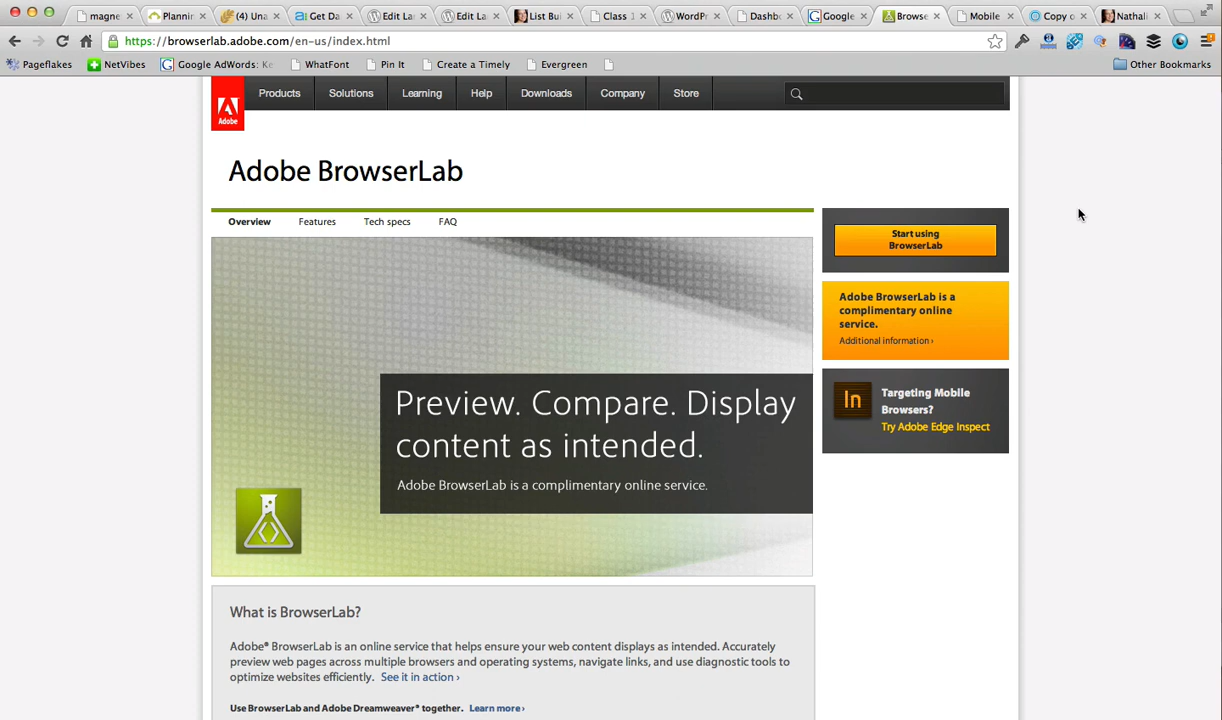 magne
Plannin
(4) Una
Get Da
Edit La
Edit La
List Bui
Class 1
WordPr
Dashbo
Google
Browse
Mobile
Copy o
Nathali
https://browserlab.adobe.com/en-us/index.html
Pageflakes
NetVibes
Google AdWords: Ke
WhatFont
Pin It
Create a Timely
Evergreen
Other Bookmarks
Adobe
Products
Solutions
Learning
Help
Downloads
Company
Store
Adobe BrowserLab
Overview
Features
Tech specs
FAQ
Start using
BrowserLab
Adobe BrowserLab is a
complimentary online
service.
Additional information ›
In
Targeting Mobile
Browsers?
Try Adobe Edge Inspect
Preview. Compare. Display
content as intended.
Adobe BrowserLab is a complimentary online service.
What is BrowserLab?
Adobe® BrowserLab is an online service that helps ensure your web content displays as intended. Accurately
preview web pages across multiple browsers and operating systems, navigate links, and use diagnostic tools to
optimize websites efficiently. See it in action ›
Use BrowserLab and Adobe Dreamweaver® together. Learn more ›